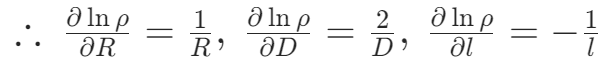 ∴ ∂ ln ρ/∂R = 1/R, ∂ ln ρ/∂D = 2/D, ∂ ln ρ/∂l = −1/l